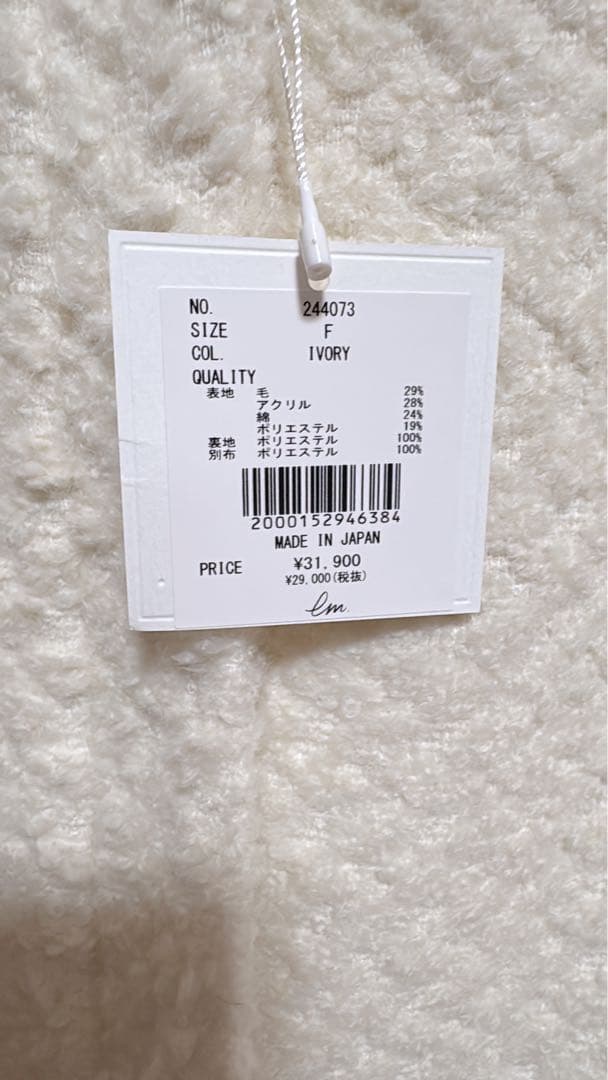 NO. 244073
SIZE F
COL. IVORY
QUALITY
表地 毛 29%
アクリル 28%
綿 24%
ポリエステル 19%
裏地 ポリエステル 100%
別布 ポリエステル 100%
2000152946384
MADE IN JAPAN
PRICE ¥31,900
¥29,000(税抜)
lm.